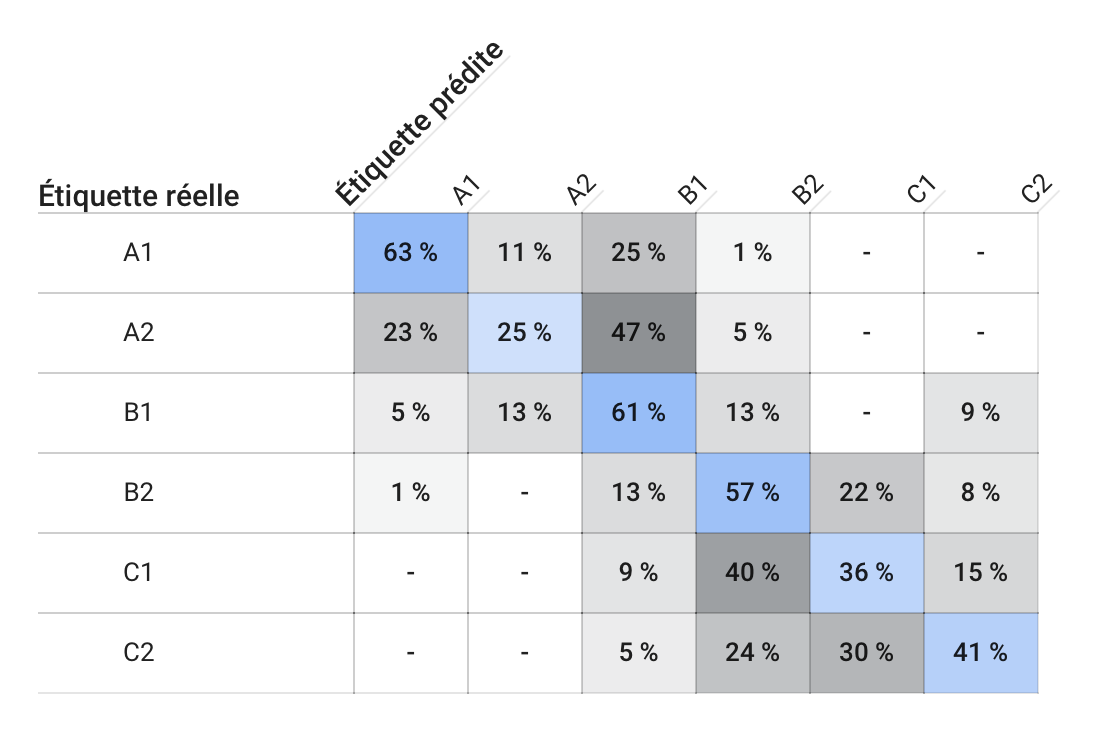 Étiquette prédite
Étiquette réelle A1 A2 B1 B2 C1 C2
A1 63 % 11 % 25 % 1 % - -
A2 23 % 25 % 47 % 5 % - -
B1 5 % 13 % 61 % 13 % - 9 %
B2 1 % - 13 % 57 % 22 % 8 %
C1 - - 9 % 40 % 36 % 15 %
C2 - - 5 % 24 % 30 % 41 %